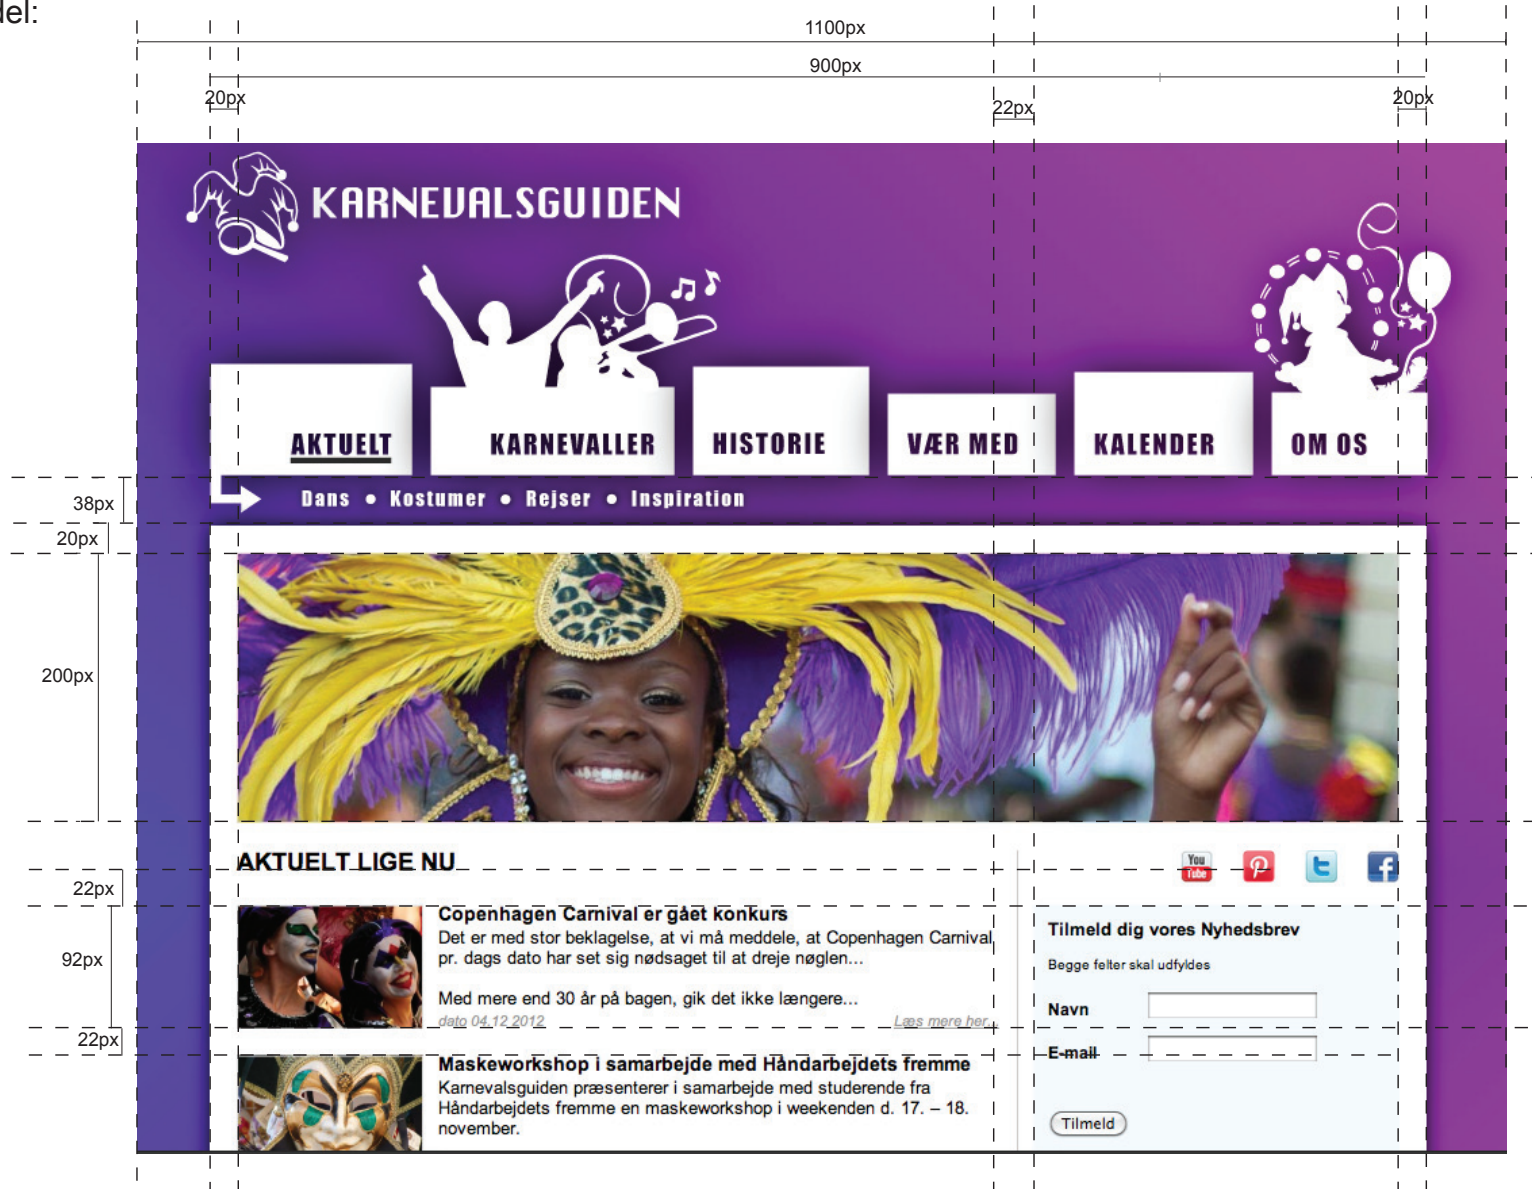 del:
1100px
900px
20px
22px
20px
KARNEVALSGUIDEN
AKTUELT
KARNEVALLER
HISTORIE
VÆR MED
KALENDER
OM OS
38px
Dans • Kostumer • Rejser • Inspiration
20px
200px
AKTUELT LIGE NU
You
Tube
22px
Copenhagen Carnival er gået konkurs
Det er med stor beklagelse, at vi må meddele, at Copenhagen Carnival
pr. dags dato har set sig nødsaget til at dreje nøglen...
Med mere end 30 år på bagen, gik det ikke længere...
dato 04.12 2012
Læs mere her...
92px
22px
Maskeworkshop i samarbejde med Håndarbejdets fremme
Karnevalsguiden præsenterer i samarbejde med studerende fra
Håndarbejdets fremme en maskeworkshop i weekenden d. 17. – 18.
november.
Tilmeld dig vores Nyhedsbrev
Begge felter skal udfyldes
Navn
E-mail
Tilmeld